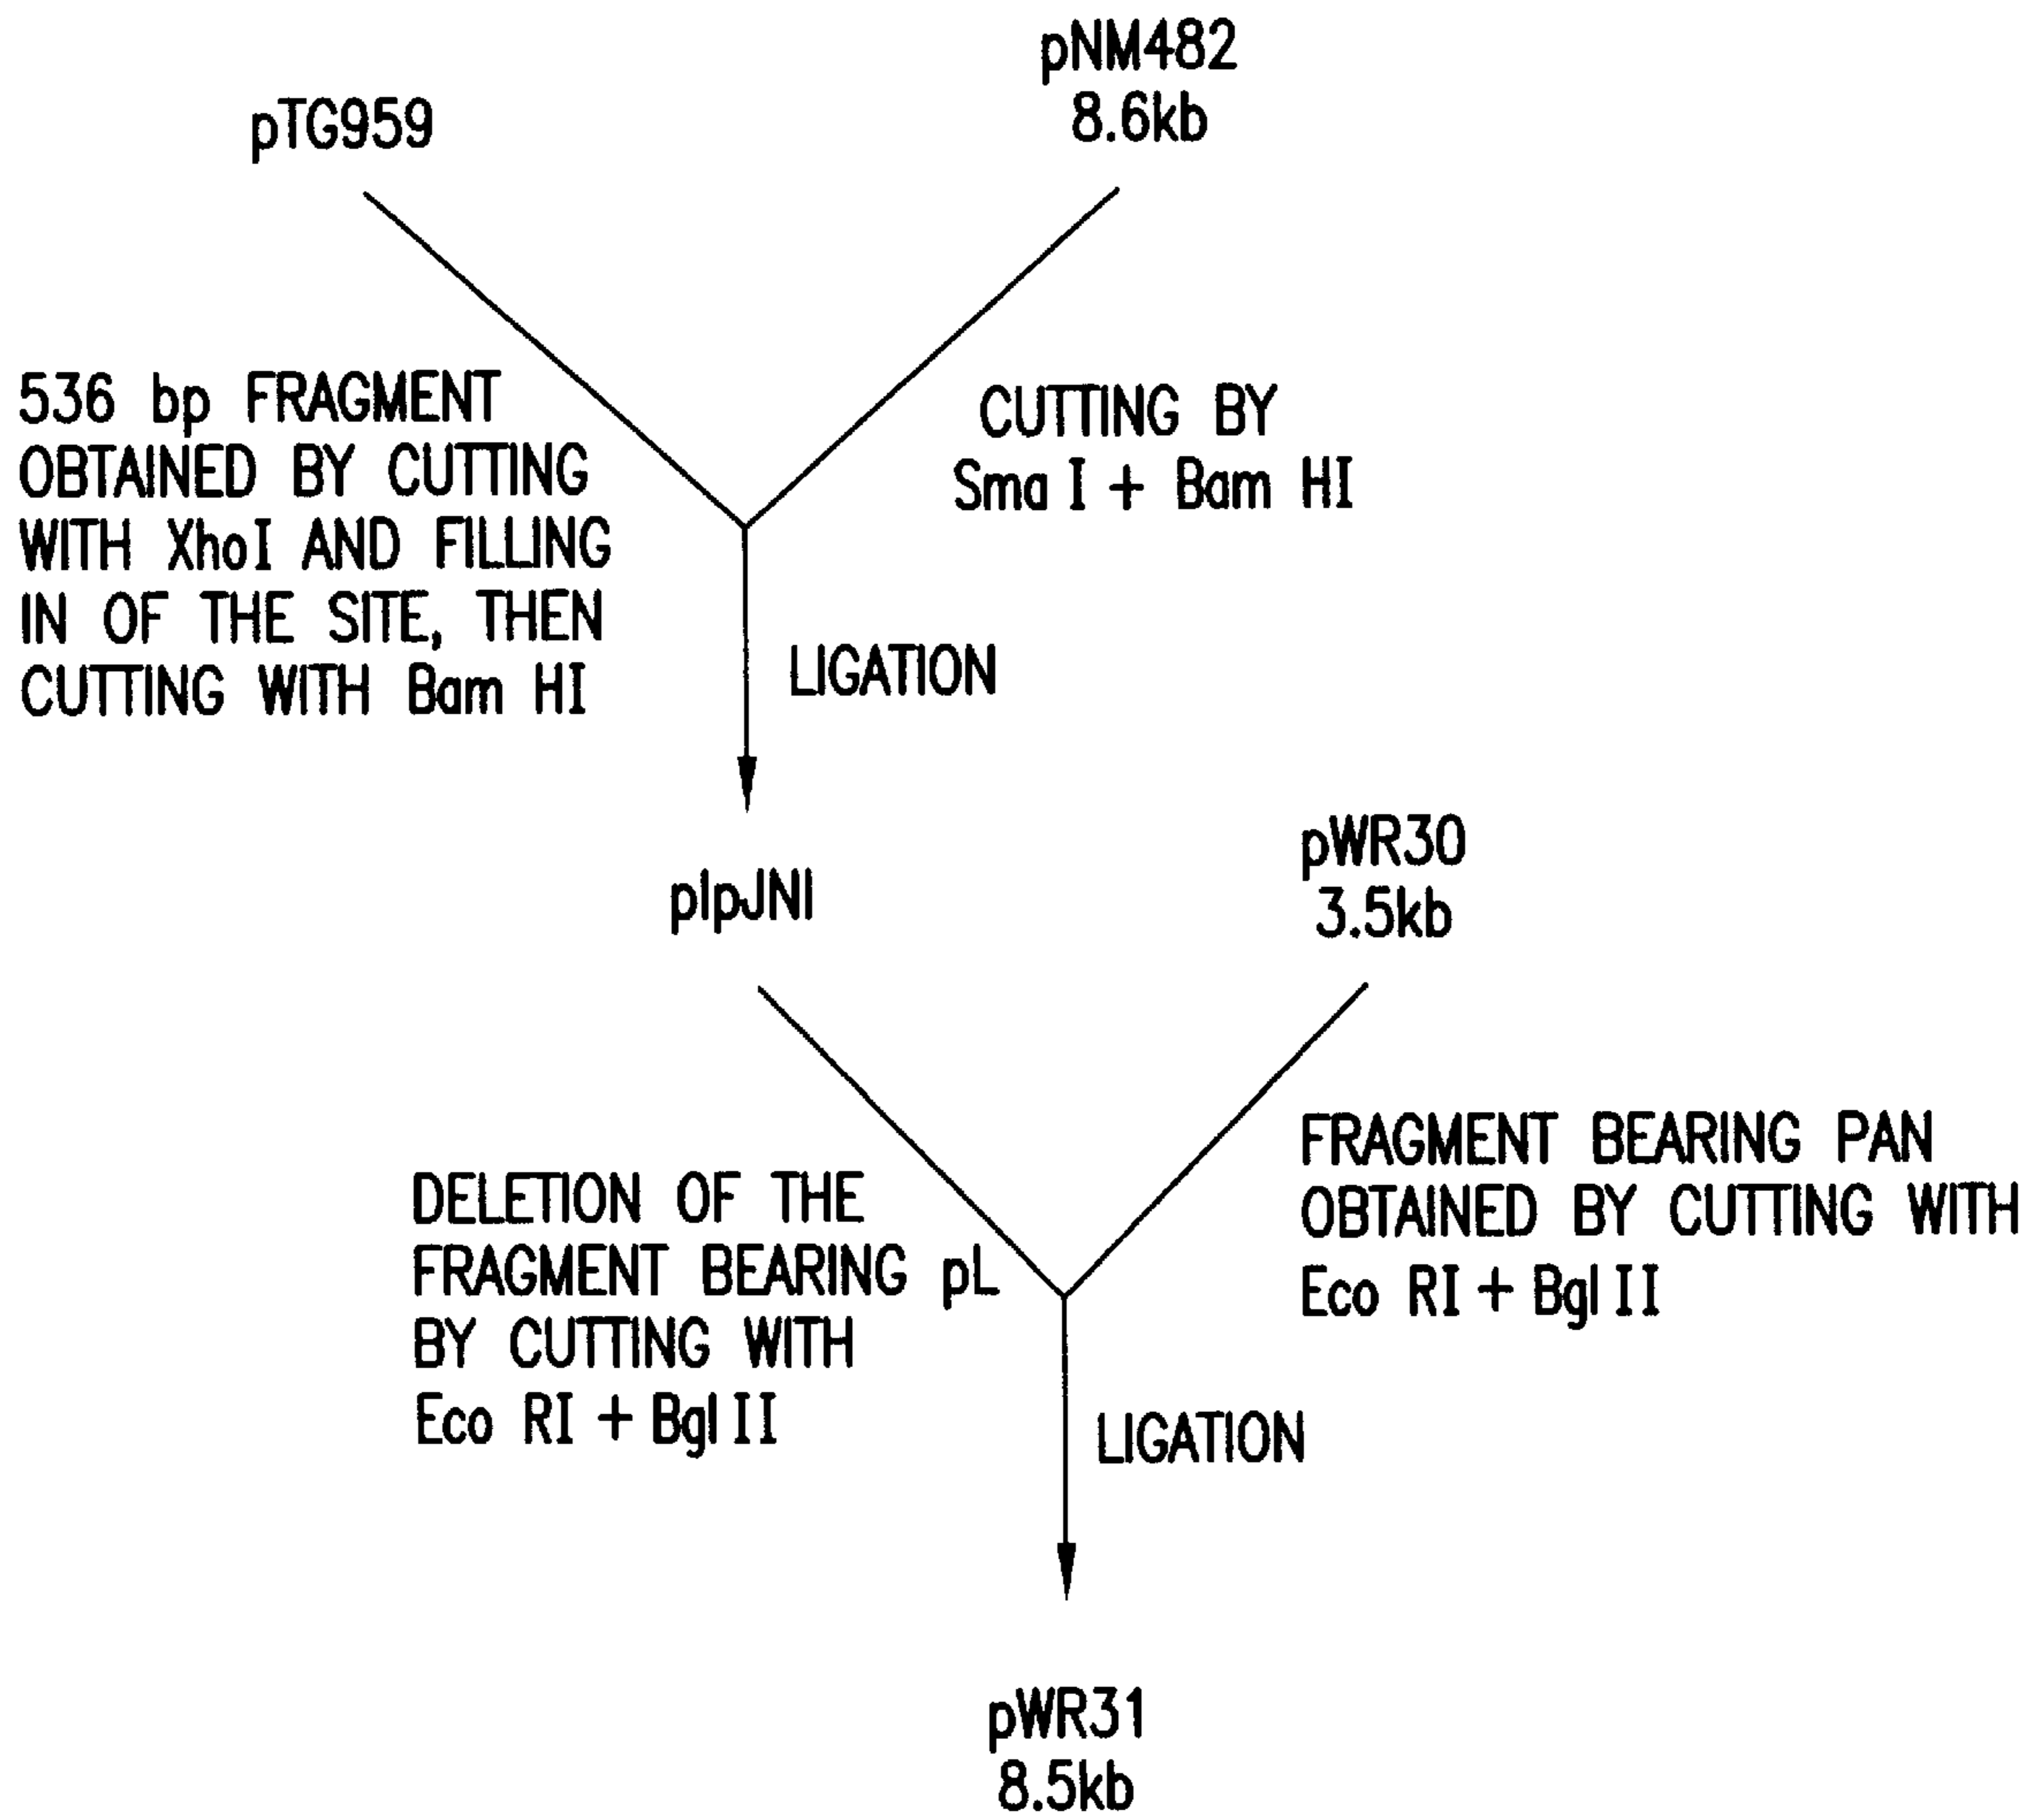 pNM482
8.6kb
pTG959
536 bp FRAGMENT
OBTAINED BY CUTTING
WITH XhoI AND FILLING
IN OF THE SITE, THEN
CUTTING WITH Bam HI
CUTTING BY
Sma I + Bam HI
LIGATION
pIpJNI
pWR30
3.5kb
DELETION OF THE
FRAGMENT BEARING pL
BY CUTTING WITH
Eco RI + Bgl II
FRAGMENT BEARING PAN
OBTAINED BY CUTTING WITH
Eco RI + Bgl II
LIGATION
pWR31
8.5kb